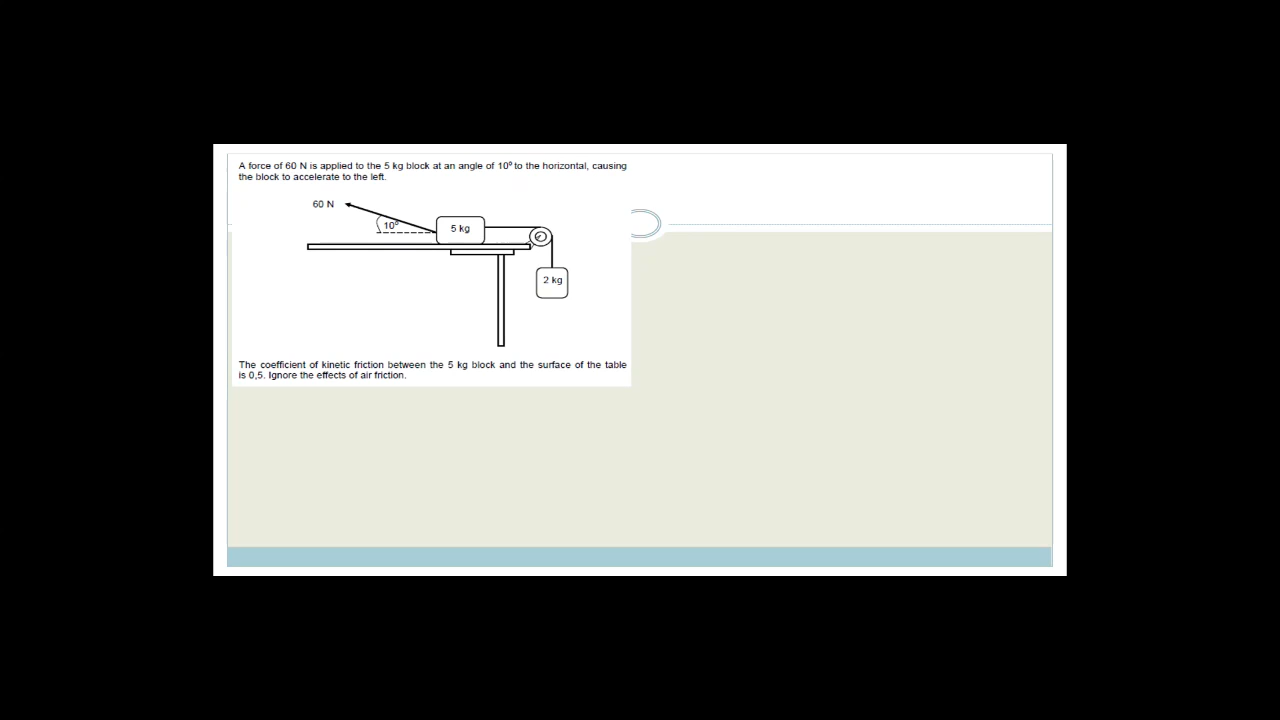 A force of 60 N is applied to the 5 kg block at an angle of 10º to the horizontal, causing
the block to accelerate to the left.
60 N
10º
5 kg
2 kg
The coefficient of kinetic friction between the 5 kg block and the surface of the table
is 0,5. Ignore the effects of air friction.